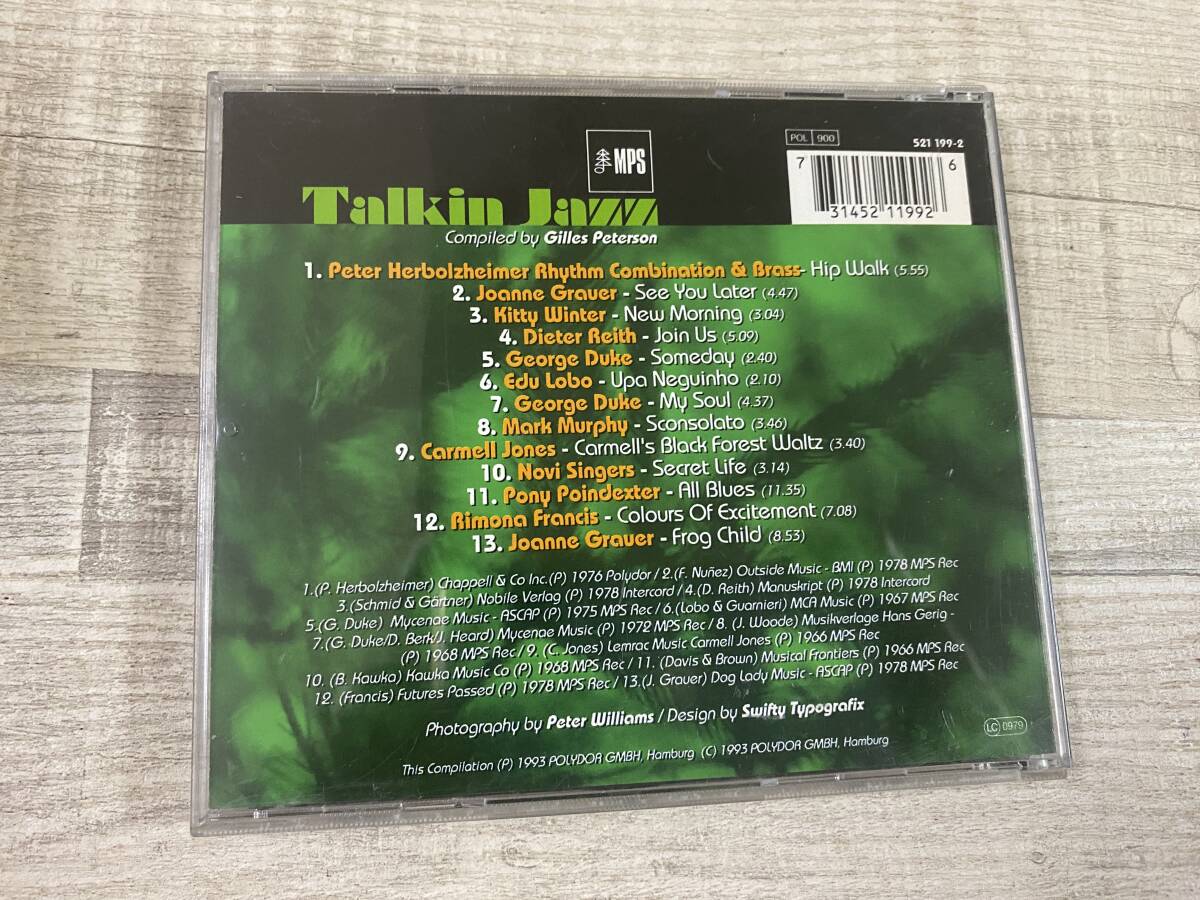 POL 900
521 199-2
MPS
7 31452 11992 6
Talkin Jazz
Compiled by Gilles Peterson
1. Peter Herbolzheimer Rhythm Combination & Brass- Hip Walk (5.55)
2. Joanne Grauer - See You Later (4.47)
3. Kitty Winter - New Morning (3.04)
4. Dieter Reith - Join Us (5.09)
5. George Duke - Someday (2.40)
6. Edu Lobo - Upa Neguinho (2.10)
7. George Duke - My Soul (4.37)
8. Mark Murphy - Sconsolato (3.46)
9. Carmell Jones - Carmell's Black Forest Waltz (3.40)
10. Novi Singers - Secret Life (3.14)
11. Pony Poindexter - All Blues (11.35)
12. Rimona Francis - Colours Of Excitement (7.08)
13. Joanne Grauer - Frog Child (8.53)
1.(P. Herbolzheimer) Chappell & Co Inc.(P) 1976 Polydor / 2.(F. Nuñez) Outside Music - BMI (P) 1978 MPS Rec
3.(Schmid & Gärtner) Nobile Verlag (P) 1978 Intercord / 4.(D. Reith) Manuskript (P) 1978 Intercord
5.(G. Duke) Mycenae Music - ASCAP (P) 1975 MPS Rec / 6.(Lobo & Guarnieri) MCA Music (P) 1967 MPS Rec
7.(G. Duke/D. Berk/J. Heard) Mycenae Music (P) 1972 MPS Rec / 8. (J. Woode) Musikverlage Hans Gerig -
(P) 1968 MPS Rec / 9. (C. Jones) Lemrac Music Carmell Jones (P) 1966 MPS Rec
10. (B. Kawka) Kawka Music Co (P) 1968 MPS Rec / 11. (Davis & Brown) Musical Frontiers (P) 1966 MPS Rec
12. (Francis) Futures Passed (P) 1978 MPS Rec / 13.(J. Grauer) Dog Lady Music - ASCAP (P) 1978 MPS Rec
Photography by Peter Williams / Design by Swifty Typografix
LC 0979
This Compilation (P) 1993 POLYDOR GMBH, Hamburg (C) 1993 POLYDOR GMBH, Hamburg